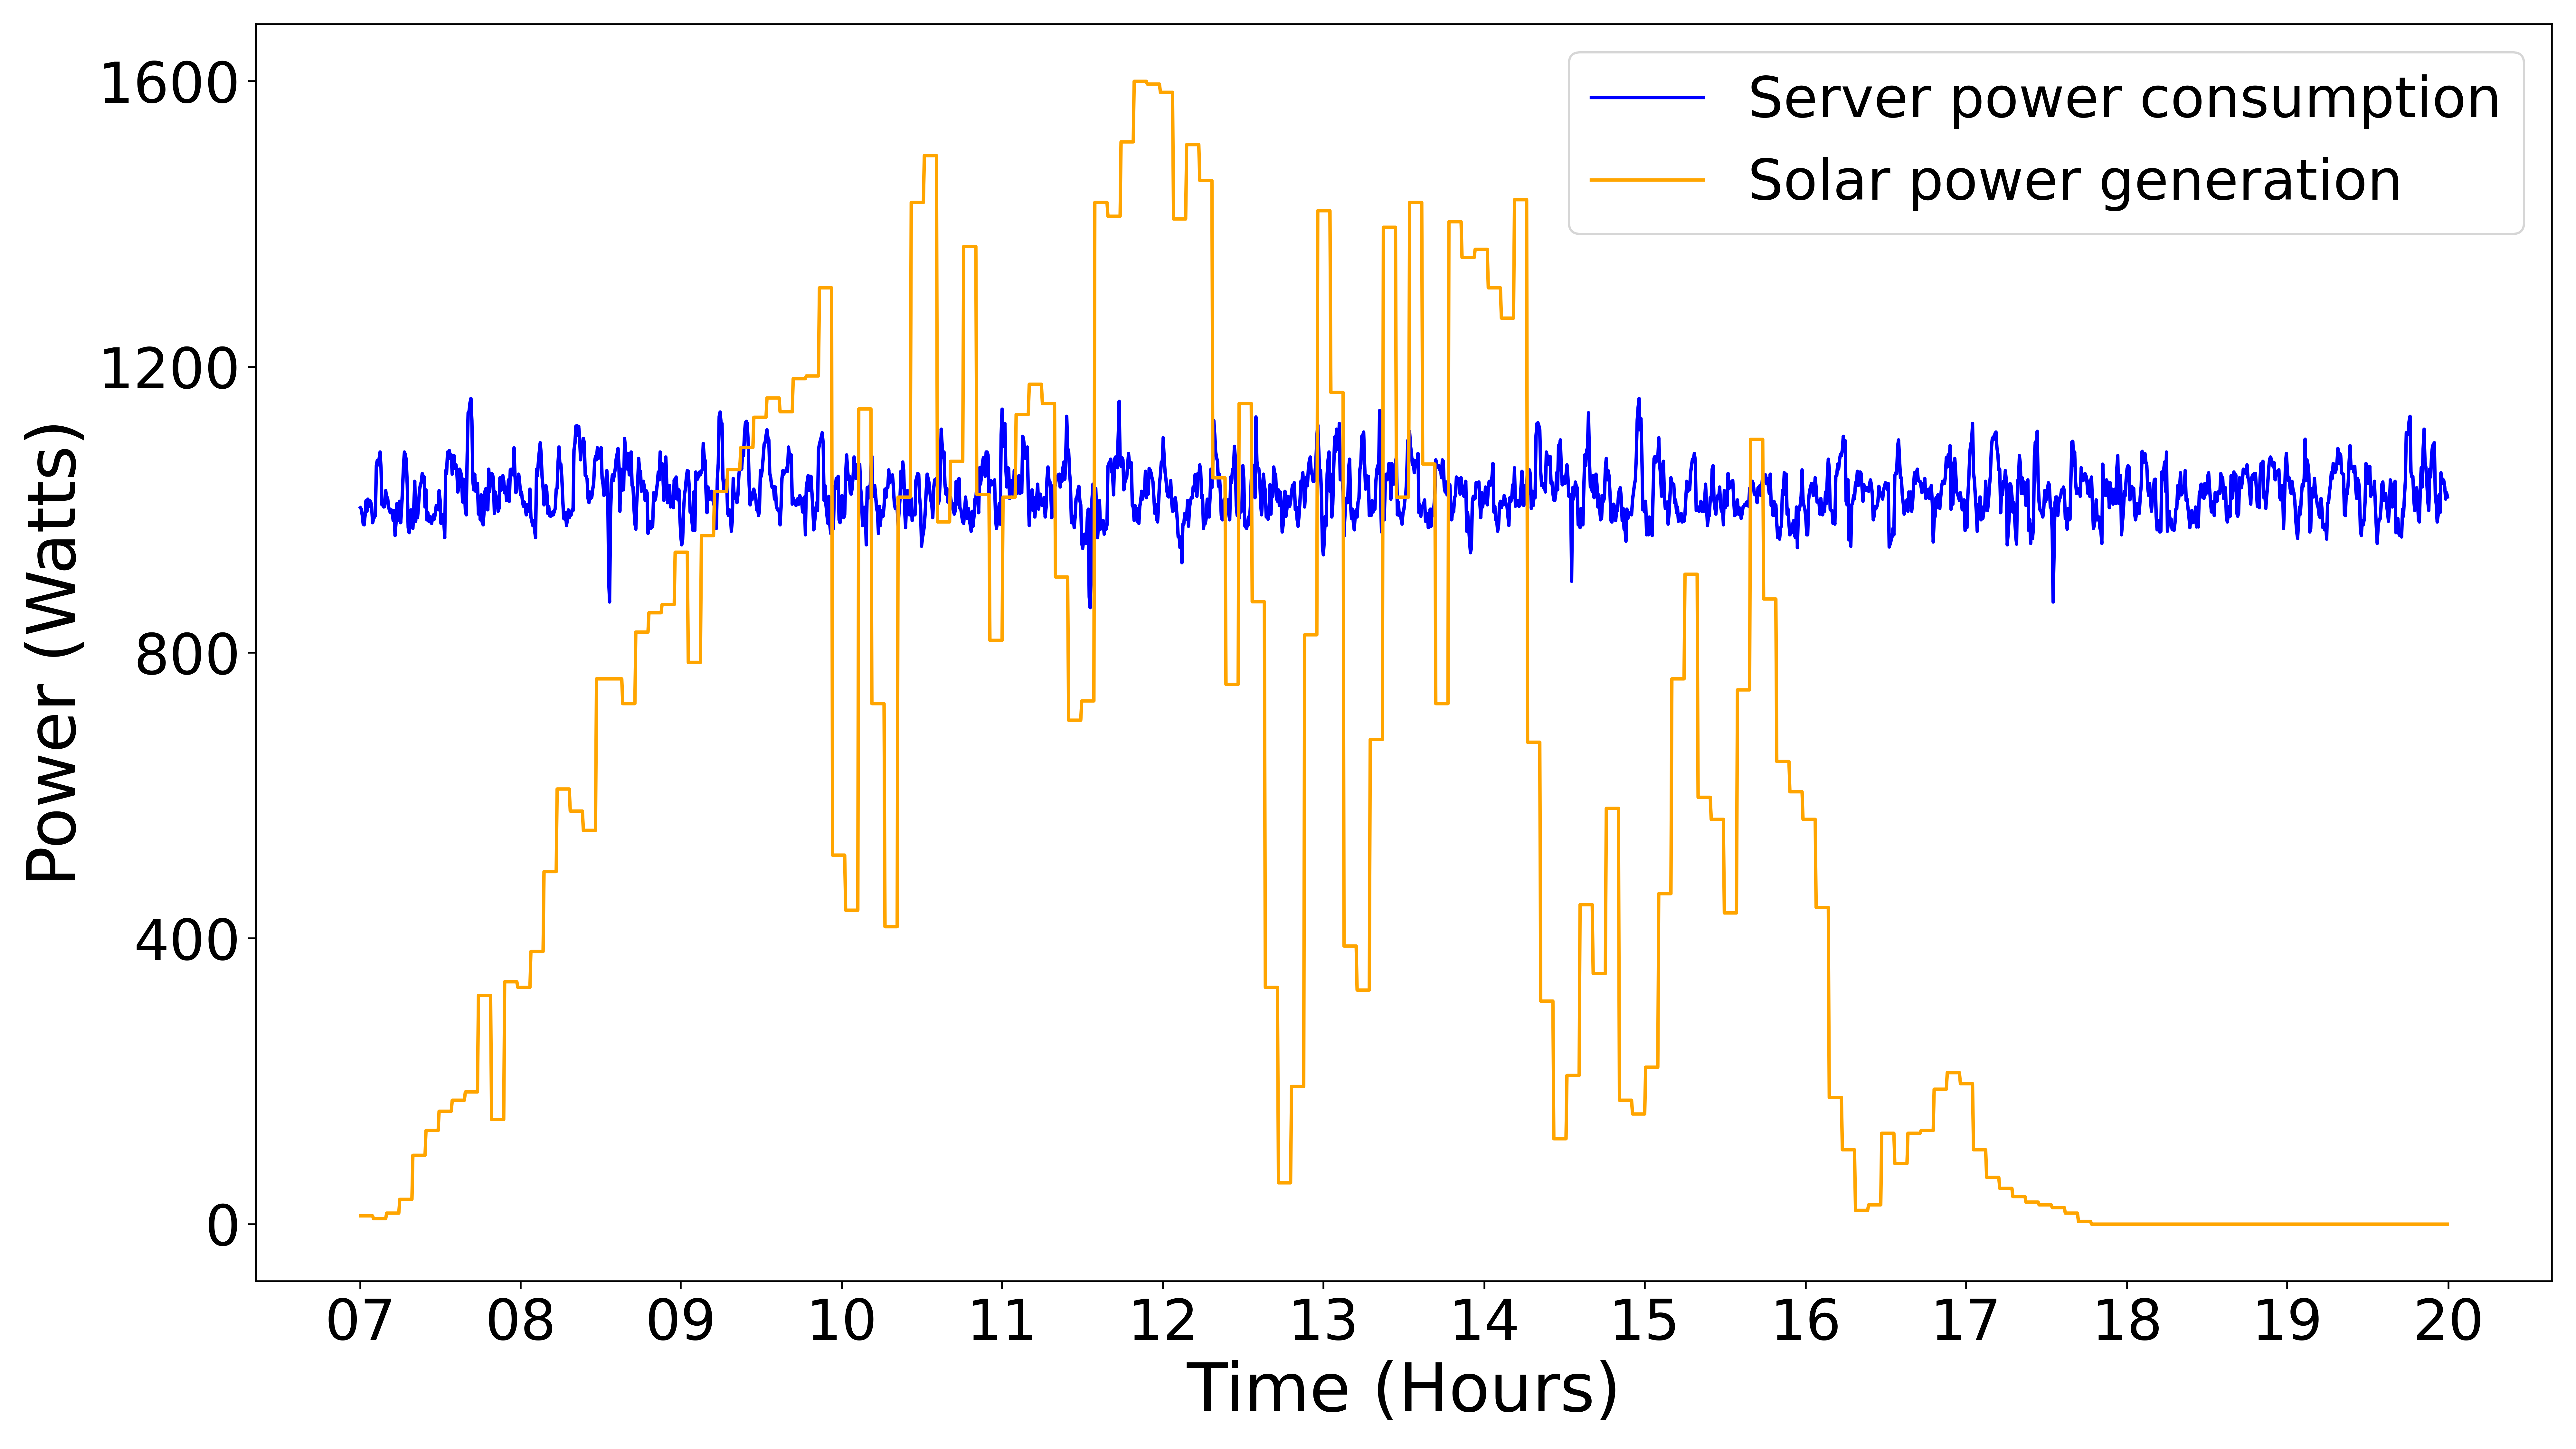 Power (Watts)
1600
1200
800
400
0
Server power consumption
Solar power generation
07 08 09 10 11 12 13 14 15 16 17 18 19 20
Time (Hours)